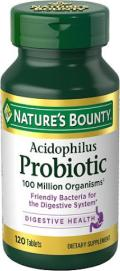 NATURE'S BOUNTY®
Acidophilus
Probiotic
100 Million Organisms†
Friendly Bacteria for
the Digestive System*
DIGESTIVE HEALTH
120 Tablets
DIETARY SUPPLEMENT